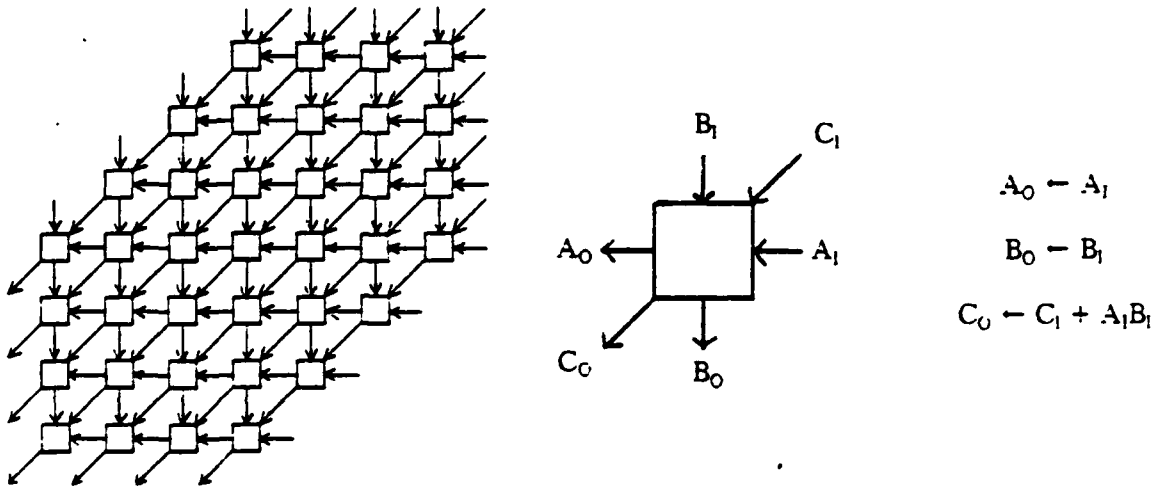 B_I
C_I
A_O
A_I
C_O
B_O
A_O ← A_I
B_O ← B_I
C_O ← C_I + A_I B_I